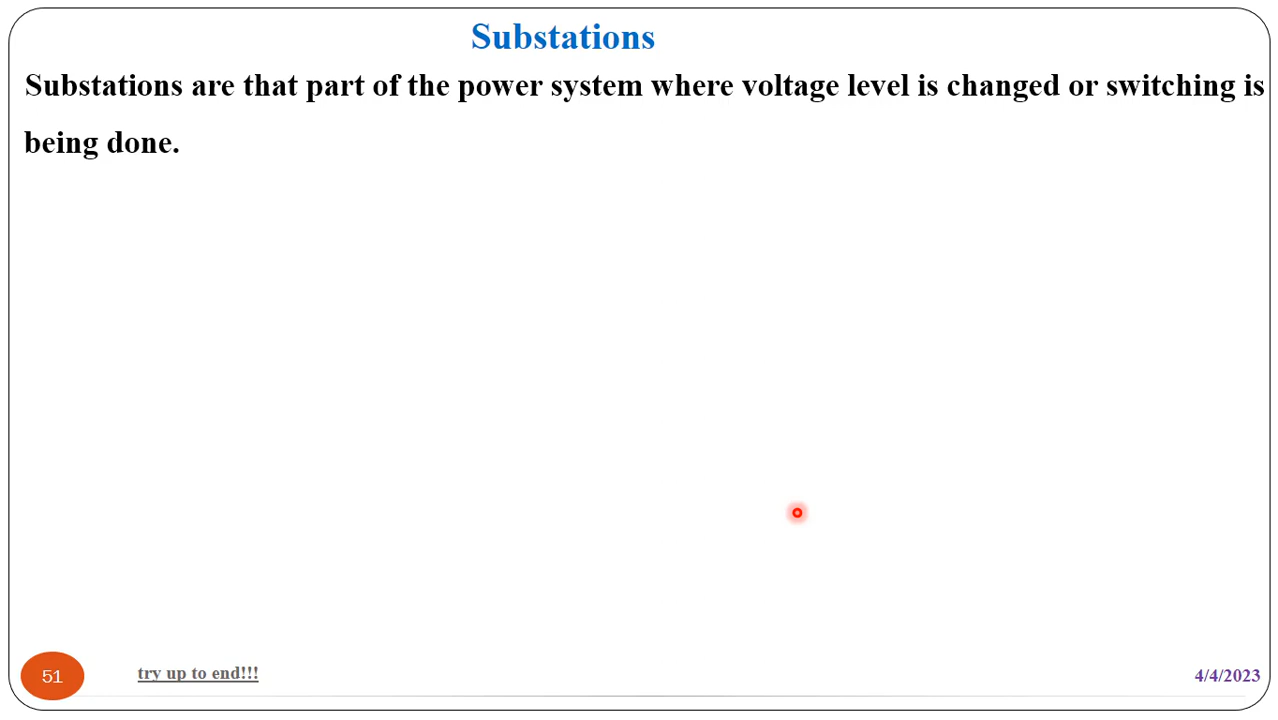 Substations
Substations are that part of the power system where voltage level is changed or switching is
being done.
51
try up to end!!!
4/4/2023